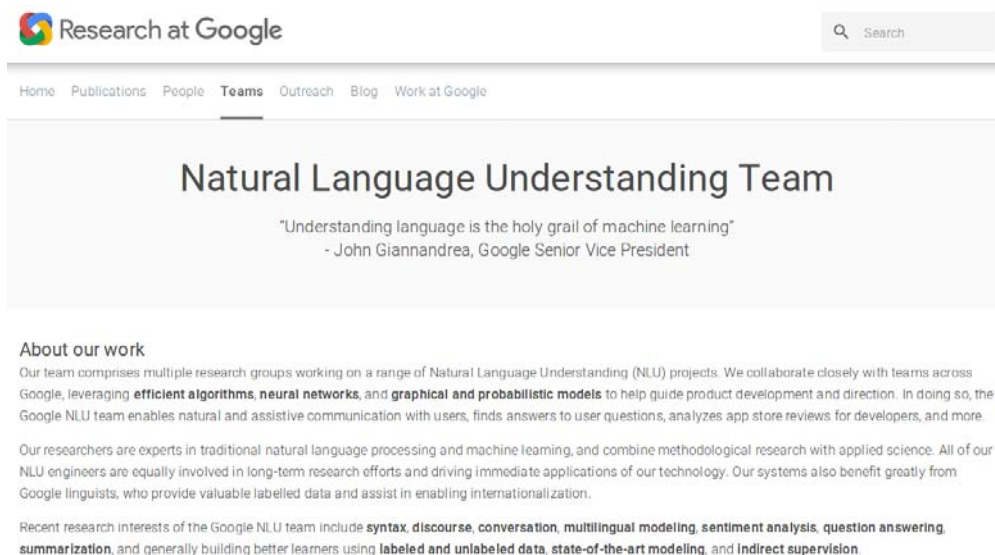 Research at Google
Search
Home Publications People Teams Outreach Blog Work at Google
Natural Language Understanding Team
"Understanding language is the holy grail of machine learning"
- John Giannandrea, Google Senior Vice President
About our work
Our team comprises multiple research groups working on a range of Natural Language Understanding (NLU) projects. We collaborate closely with teams across
Google, leveraging efficient algorithms, neural networks, and graphical and probabilistic models to help guide product development and direction. In doing so, the
Google NLU team enables natural and assistive communication with users, finds answers to user questions, analyzes app store reviews for developers, and more.
Our researchers are experts in traditional natural language processing and machine learning, and combine methodological research with applied science. All of our
NLU engineers are equally involved in long-term research efforts and driving immediate applications of our technology. Our systems also benefit greatly from
Google linguists, who provide valuable labelled data and assist in enabling internationalization.
Recent research interests of the Google NLU team include syntax, discourse, conversation, multilingual modeling, sentiment analysis, question answering,
summarization, and generally building better learners using labeled and unlabeled data, state-of-the-art modeling, and indirect supervision.